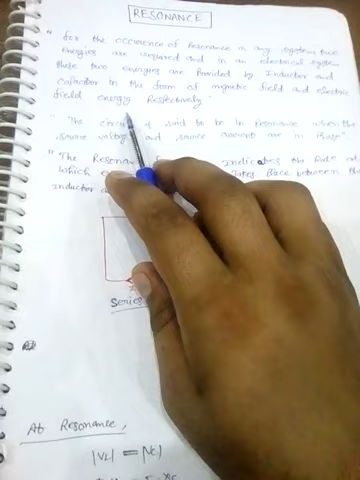 RESONANCE
" for the occurence of Resonance in any system two
energies are required and in an electrical system
these two energies are Provided by Inductor and
Capacitor in the form of magnetic field and electric
field energy Respectively "
" The circuit is said to be in Resonance when the
source voltage and source current are in Phase "
" The Resonant Indicates the Rate at
which Takes Place between the
Inductor
Series
At Resonance,
|VL| = |VC|